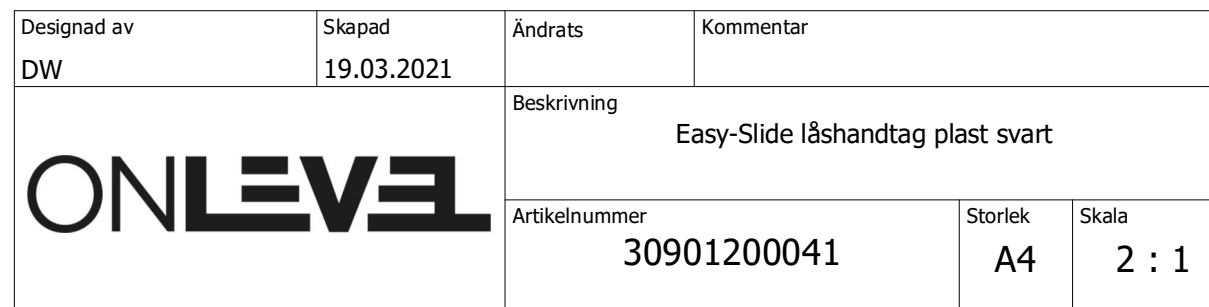 Designad av
Skapad
Ändrats
Kommentar
DW
19.03.2021
Beskrivning
Easy-Slide låshandtag plast svart
ONLEVEL
Artikelnummer
Storlek
Skala
30901200041
A4
2 : 1